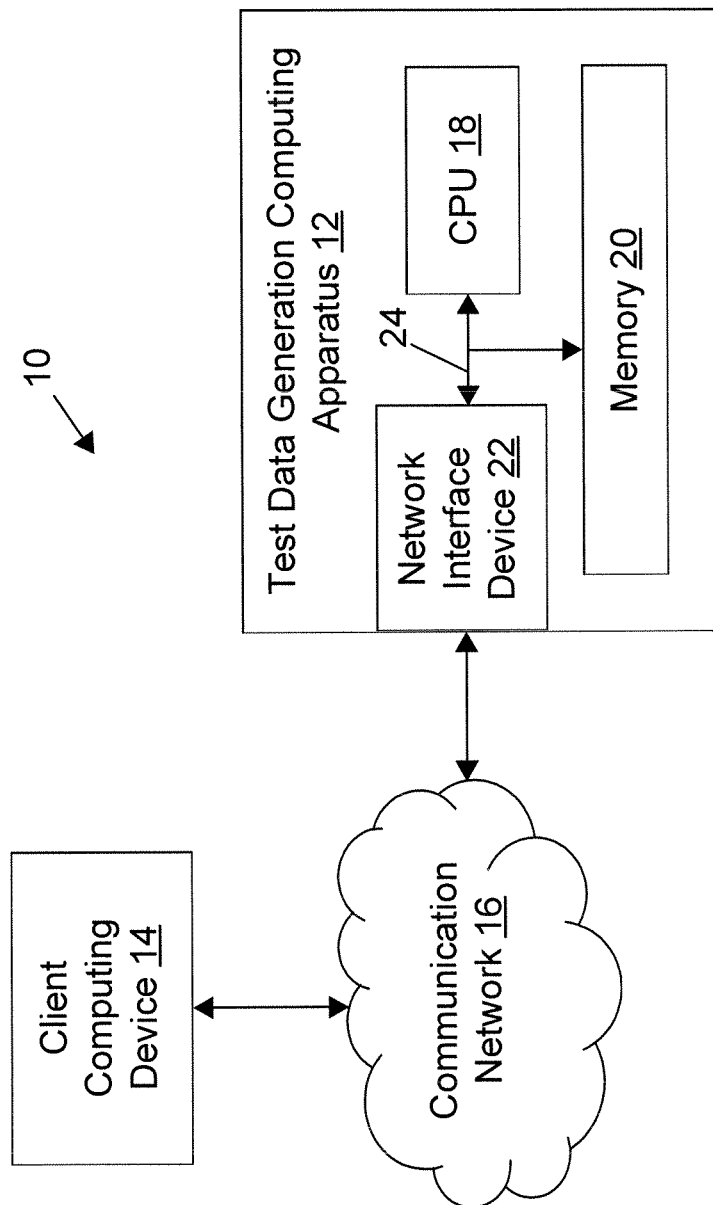 10
Client
Computing
Device 14
Communication
Network 16
Test Data Generation Computing
Apparatus 12
Network
Interface
Device 22
24
CPU 18
Memory 20